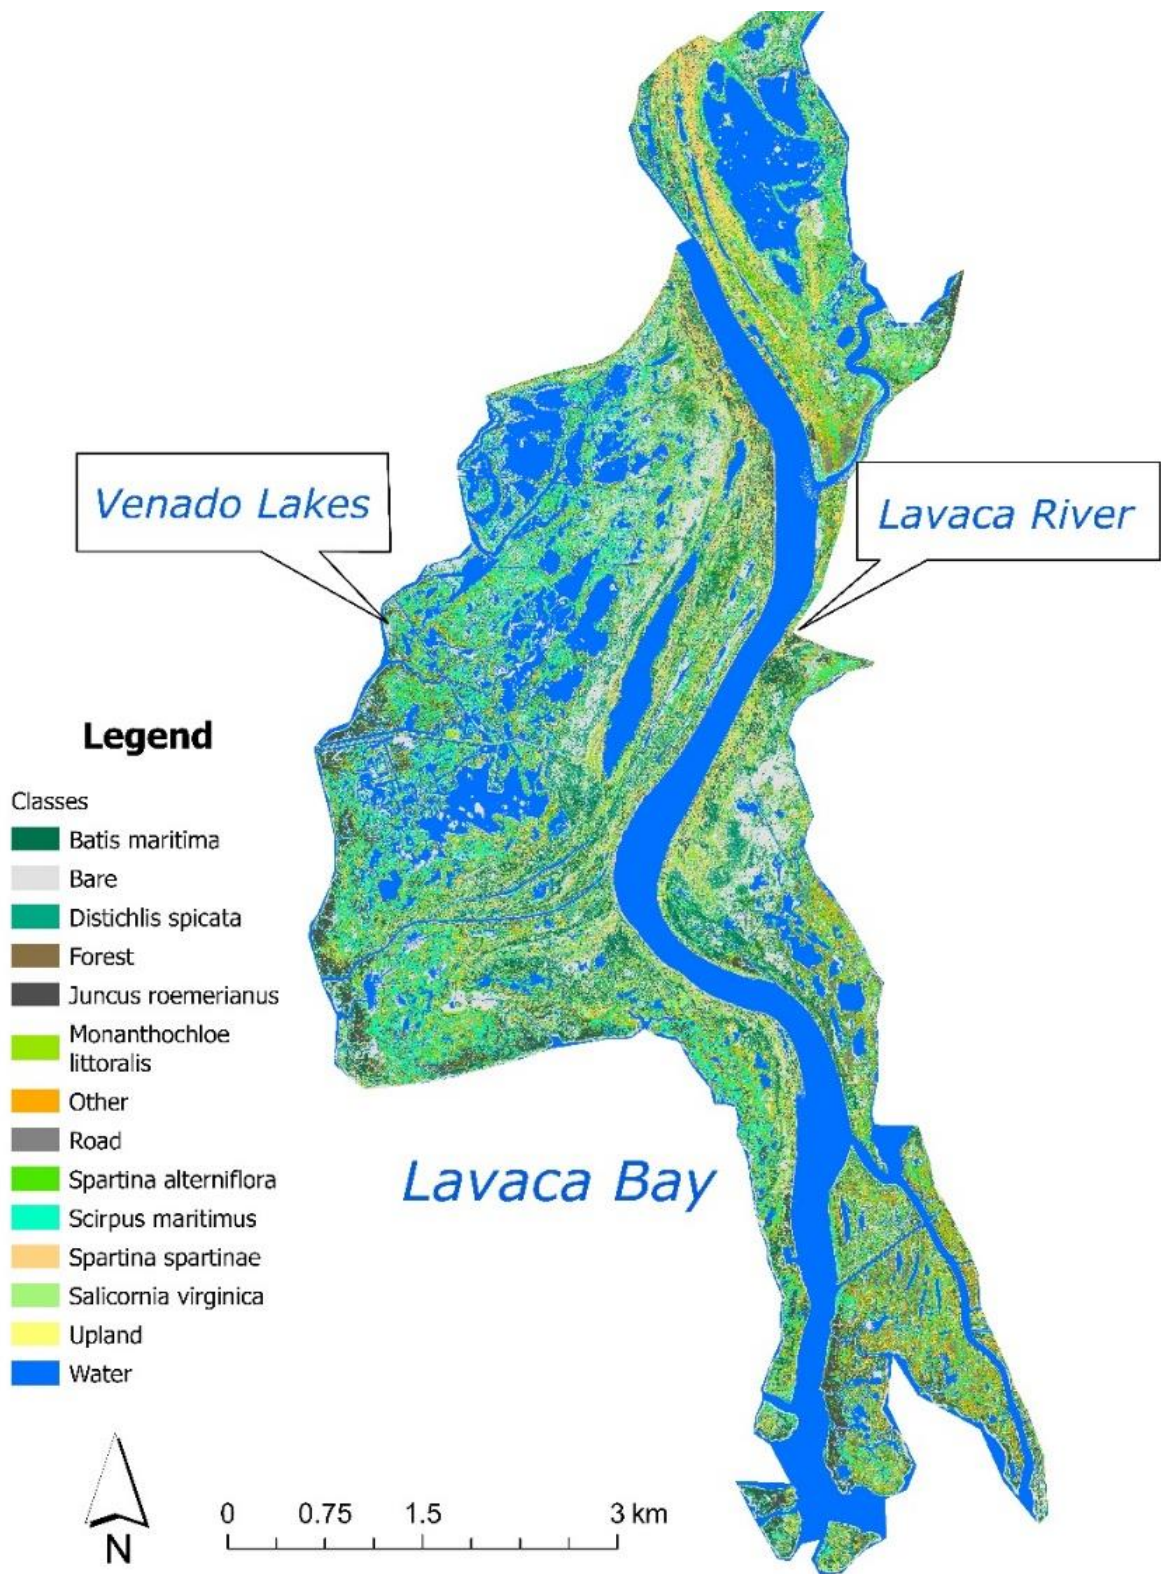 Venado Lakes
Lavaca River
Legend
Classes
Batis maritima
Bare
Distichlis spicata
Forest
Juncus roemerianus
Monanthochloe
littoralis
Other
Road
Spartina alterniflora
Scirpus maritimus
Spartina spartinae
Salicornia virginica
Upland
Water
Lavaca Bay
N
0 0.75 1.5 3 km